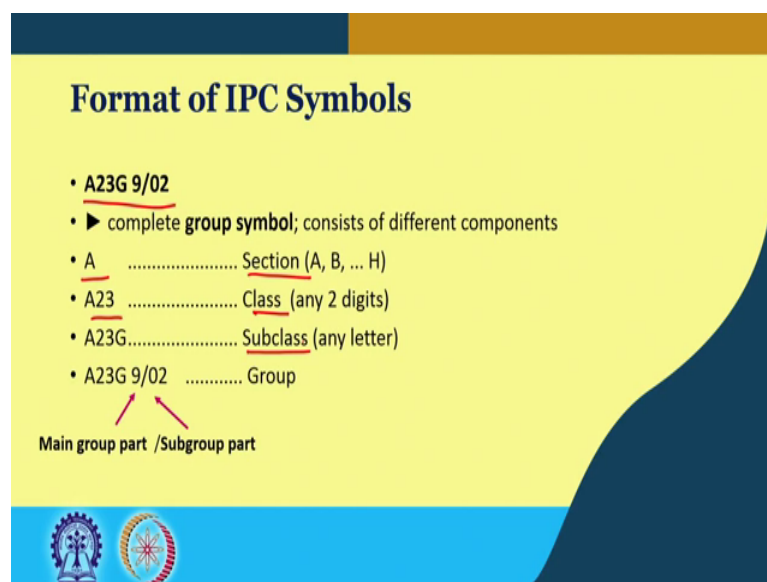 Format of IPC Symbols
• A23G 9/02
• ▶ complete group symbol; consists of different components
• A ...................... Section (A, B, ... H)
• A23 ...................... Class (any 2 digits)
• A23G...................... Subclass (any letter)
• A23G 9/02 ............ Group
Main group part /Subgroup part